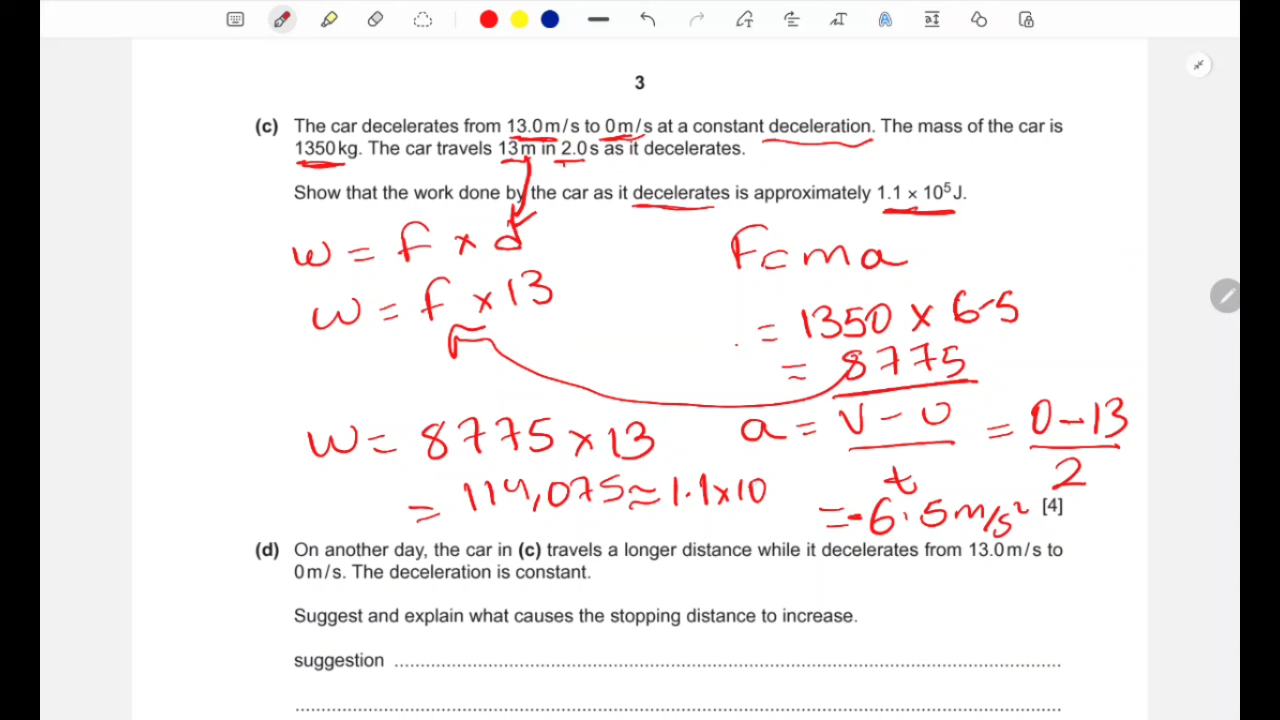 3
(c) The car decelerates from 13.0 m/s to 0 m/s at a constant deceleration. The mass of the car is
1350 kg. The car travels 13 m in 2.0 s as it decelerates.
Show that the work done by the car as it decelerates is approximately 1.1 × 10⁵ J.
w = f × d
w = f × 13
F = ma
= 1350 × 6.5
= 8775
w = 8775 × 13
= 114,075 ≈ 1.1 × 10
a = v - u / t = 0 - 13 / 2
= -6.5 m/s²
[4]
(d) On another day, the car in (c) travels a longer distance while it decelerates from 13.0 m/s to
0 m/s. The deceleration is constant.
Suggest and explain what causes the stopping distance to increase.
suggestion